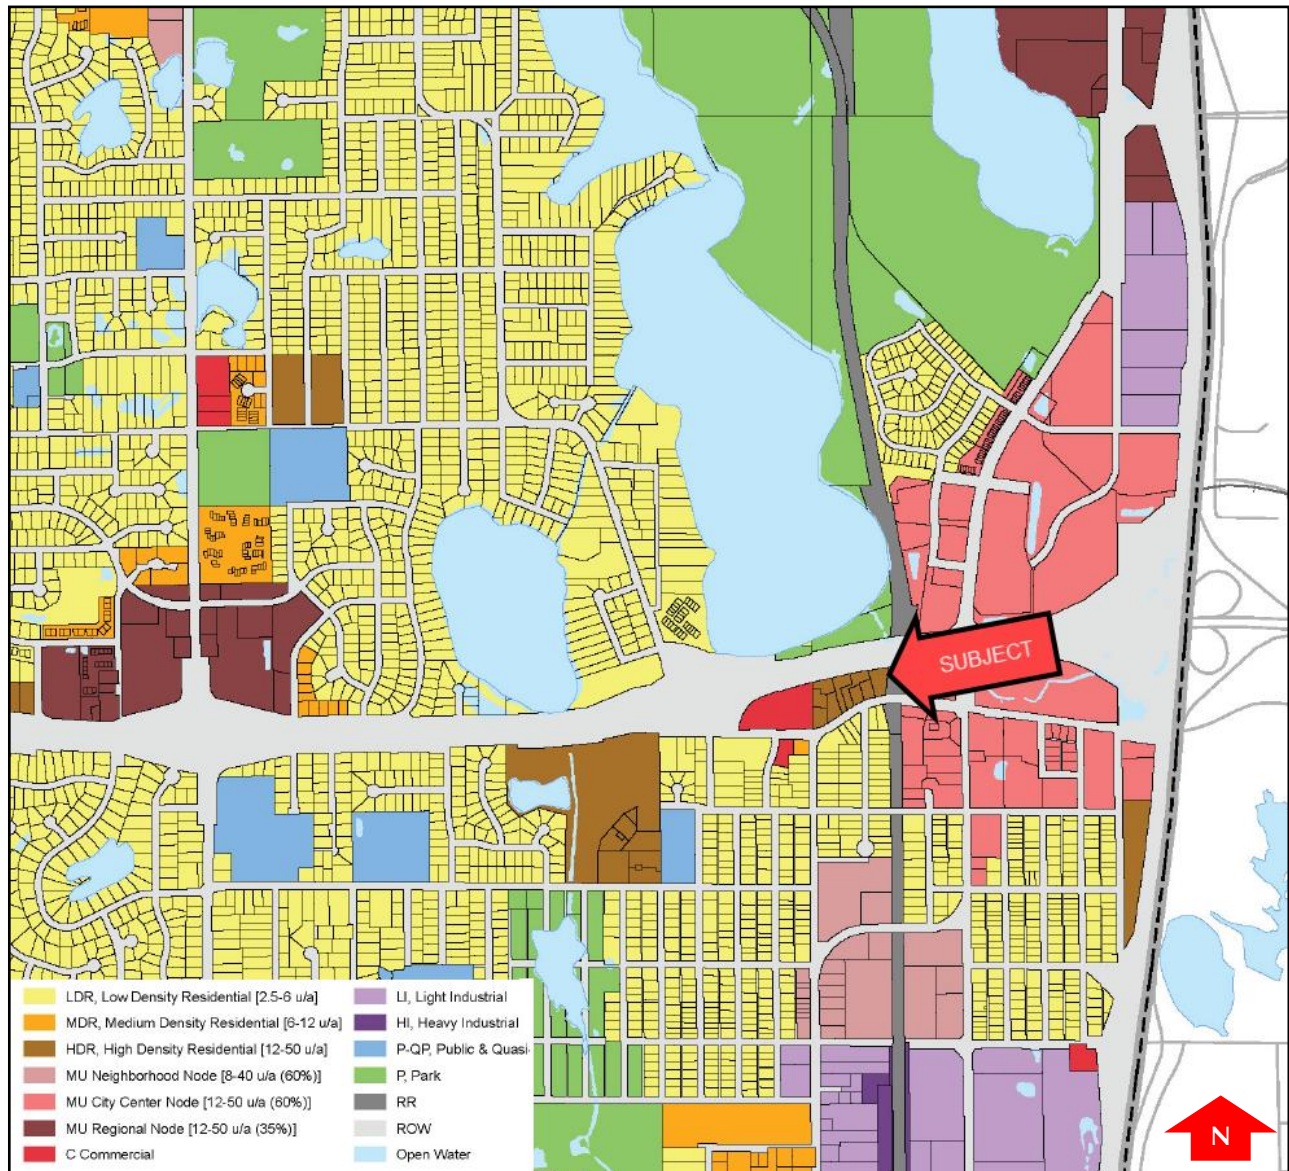 SUBJECT
LDR, Low Density Residential [2.5-6 u/a]
MDR, Medium Density Residential [6-12 u/a]
HDR, High Density Residential [12-50 u/a]
MU Neighborhood Node [8-40 u/a (60%)]
MU City Center Node [12-50 u/a (60%)]
MU Regional Node [12-50 u/a (35%)]
C Commercial
LI, Light Industrial
HI, Heavy Industrial
P-QP, Public & Quasi-
P, Park
RR
ROW
Open Water
N